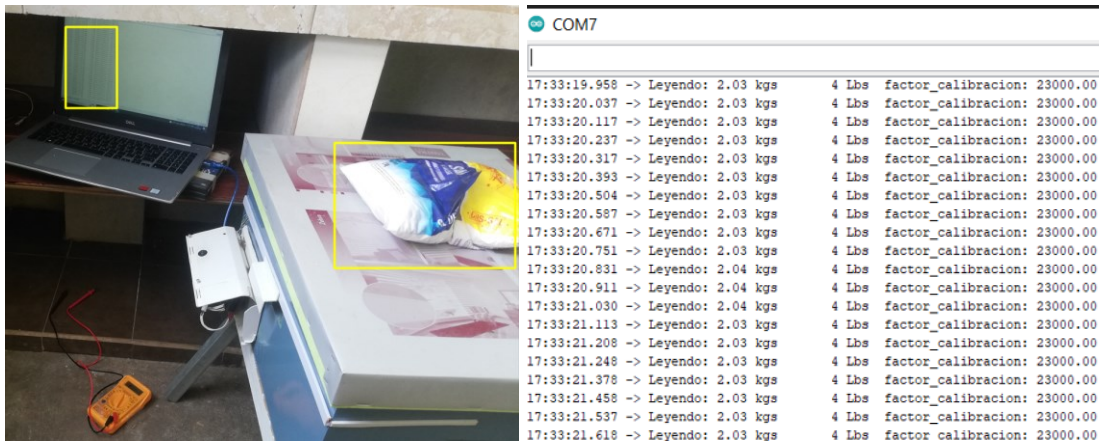 COM7
17:33:19.958 -> Leyendo: 2.03 kgs 4 Lbs factor_calibracion: 23000.00
17:33:20.037 -> Leyendo: 2.03 kgs 4 Lbs factor_calibracion: 23000.00
17:33:20.117 -> Leyendo: 2.03 kgs 4 Lbs factor_calibracion: 23000.00
17:33:20.237 -> Leyendo: 2.03 kgs 4 Lbs factor_calibracion: 23000.00
17:33:20.317 -> Leyendo: 2.03 kgs 4 Lbs factor_calibracion: 23000.00
17:33:20.393 -> Leyendo: 2.03 kgs 4 Lbs factor_calibracion: 23000.00
17:33:20.504 -> Leyendo: 2.03 kgs 4 Lbs factor_calibracion: 23000.00
17:33:20.587 -> Leyendo: 2.03 kgs 4 Lbs factor_calibracion: 23000.00
17:33:20.671 -> Leyendo: 2.03 kgs 4 Lbs factor_calibracion: 23000.00
17:33:20.751 -> Leyendo: 2.03 kgs 4 Lbs factor_calibracion: 23000.00
17:33:20.831 -> Leyendo: 2.04 kgs 4 Lbs factor_calibracion: 23000.00
17:33:20.911 -> Leyendo: 2.04 kgs 4 Lbs factor_calibracion: 23000.00
17:33:21.030 -> Leyendo: 2.04 kgs 4 Lbs factor_calibracion: 23000.00
17:33:21.113 -> Leyendo: 2.03 kgs 4 Lbs factor_calibracion: 23000.00
17:33:21.208 -> Leyendo: 2.03 kgs 4 Lbs factor_calibracion: 23000.00
17:33:21.248 -> Leyendo: 2.03 kgs 4 Lbs factor_calibracion: 23000.00
17:33:21.378 -> Leyendo: 2.03 kgs 4 Lbs factor_calibracion: 23000.00
17:33:21.458 -> Leyendo: 2.03 kgs 4 Lbs factor_calibracion: 23000.00
17:33:21.537 -> Leyendo: 2.03 kgs 4 Lbs factor_calibracion: 23000.00
17:33:21.618 -> Leyendo: 2.03 kgs 4 Lbs factor_calibracion: 23000.00